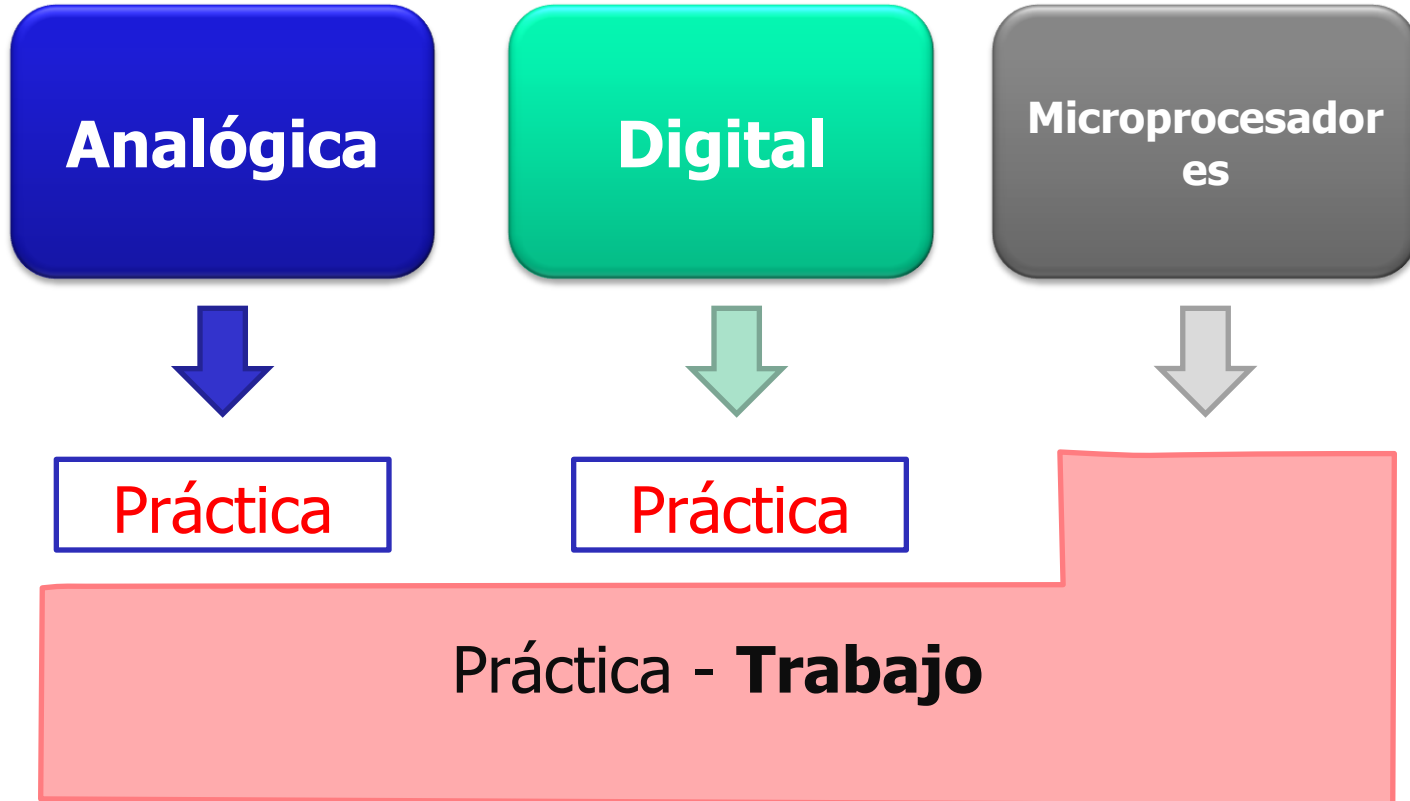 Analógica
Digital
Microprocesador
es
Práctica
Práctica
Práctica - Trabajo